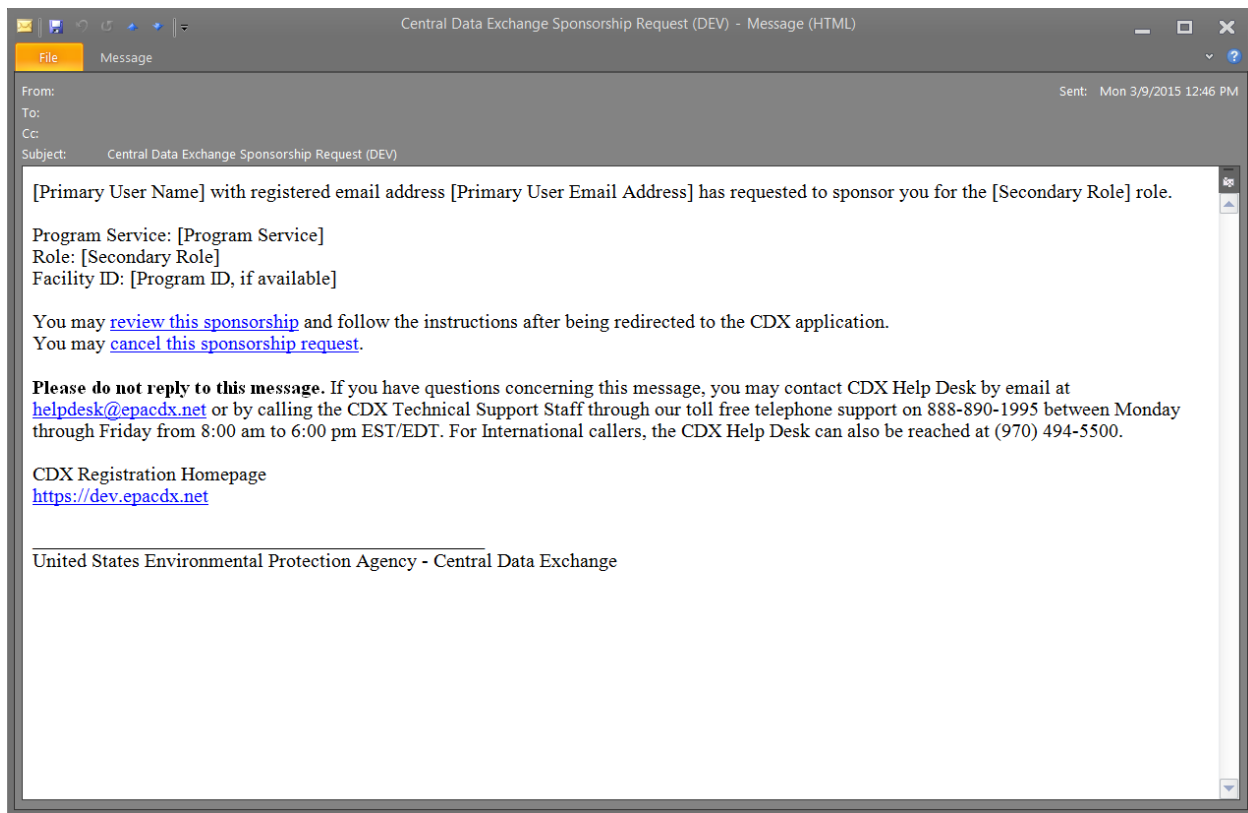 Central Data Exchange Sponsorship Request (DEV) - Message (HTML)
File Message
From: Sent: Mon 3/9/2015 12:46 PM
To:
Cc:
Subject: Central Data Exchange Sponsorship Request (DEV)
[Primary User Name] with registered email address [Primary User Email Address] has requested to sponsor you for the [Secondary Role] role.
Program Service: [Program Service]
Role: [Secondary Role]
Facility ID: [Program ID, if available]
You may review this sponsorship and follow the instructions after being redirected to the CDX application.
You may cancel this sponsorship request.
Please do not reply to this message. If you have questions concerning this message, you may contact CDX Help Desk by email at
helpdesk@epacdx.net or by calling the CDX Technical Support Staff through our toll free telephone support on 888-890-1995 between Monday
through Friday from 8:00 am to 6:00 pm EST/EDT. For International callers, the CDX Help Desk can also be reached at (970) 494-5500.
CDX Registration Homepage
https://dev.epacdx.net
United States Environmental Protection Agency - Central Data Exchange